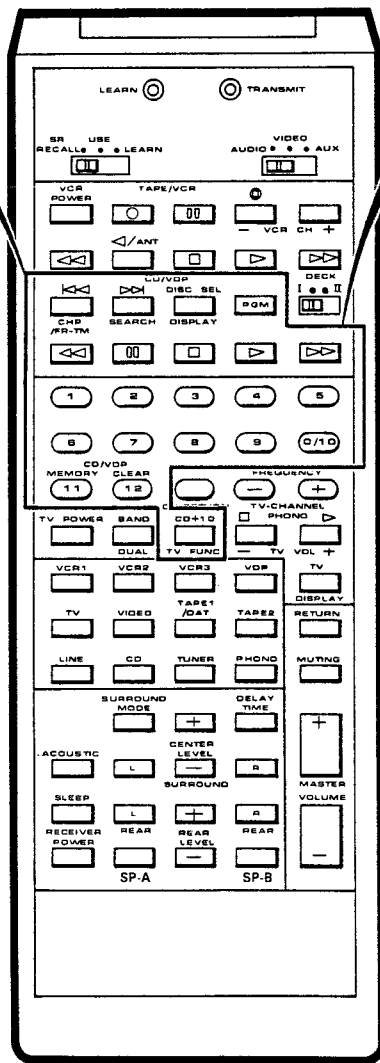 LEARN TRANSMIT
SR USE VIDEO
RECALL LEARN AUDIO AUX
VCR POWER TAPE/VCR
- VCR CH +
◁/ANT
CD/VDP DECK
DISC SEL I II
PGM
CHP /FR-TM SEARCH DISPLAY
1 2 3 4 5
6 7 8 9 0/10
CD/VDP FREQUENCY
MEMORY CLEAR
11 12 - +
TV-CHANNEL
TV POWER BAND CD+10 PHONO
DUAL TV FUNC - TV VOL +
VCR1 VCR2 VCR3 VDP TV
DISPLAY
TV VIDEO TAPE1 /DAT TAPE2 RETURN
LINE CD TUNER PHONO MUTING
SURROUND MODE + DELAY TIME
+
CENTER LEVEL
ACOUSTIC L - R
SURROUND MASTER
SLEEP L + R VOLUME
RECEIVER POWER REAR REAR LEVEL REAR
- -
SP-A SP-B